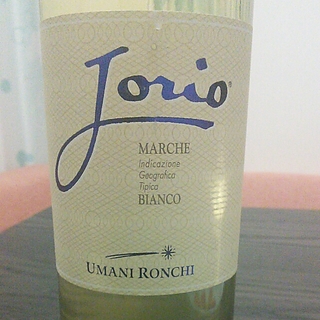 Jorio®
MARCHE
Indicazione
Geografica
Tipica
BIANCO
UMANI RONCHI